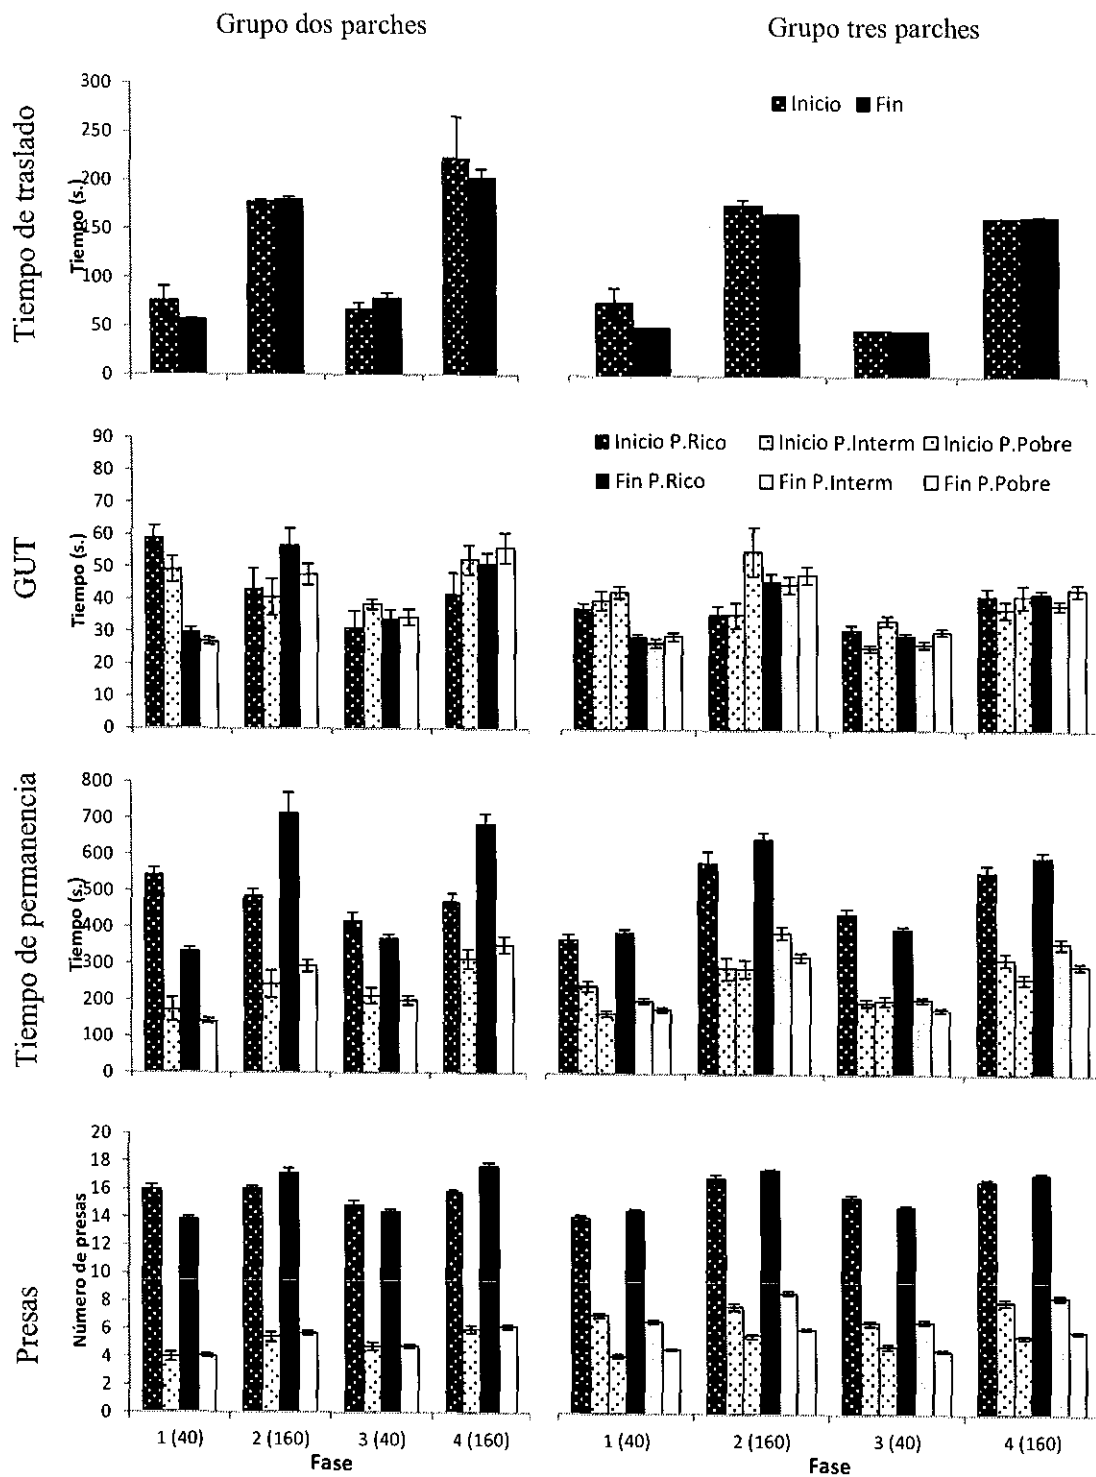 Grupo dos parches
Grupo tres parches
Tiempo de traslado
Tiempo (s.)
300
250
200
150
100
50
0
Inicio Fin
GUT
Tiempo (s.)
90
80
70
60
50
40
30
20
10
0
Inicio P.Rico Inicio P.Interm Inicio P.Pobre
Fin P.Rico Fin P.Interm Fin P.Pobre
Tiempo de permanencia
Tiempo (s.)
800
700
600
500
400
300
200
100
0
Presas
Número de presas
20
18
16
14
12
10
8
6
4
2
0
1 (40) 2 (160) 3 (40) 4 (160)
Fase
1 (40) 2 (160) 3 (40) 4 (160)
Fase